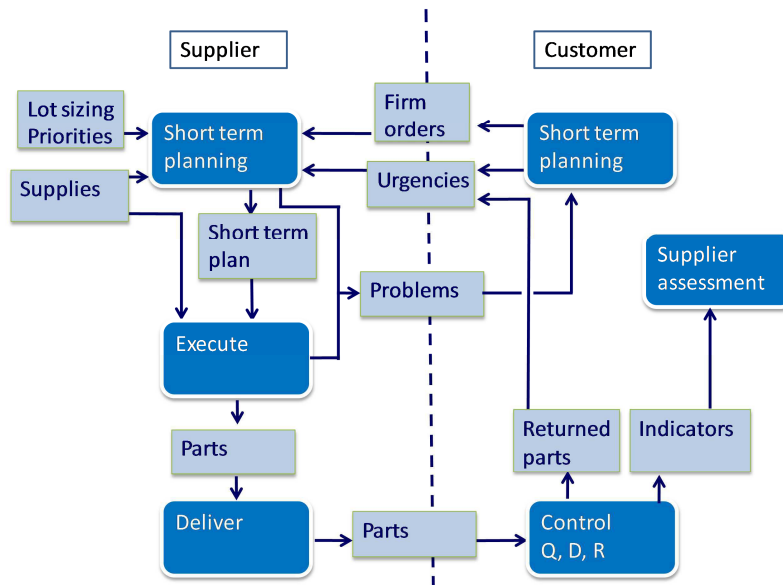 Supplier
Customer
Lot sizing
Priorities
Short term
planning
Firm
orders
Short term
planning
Supplies
Urgencies
Short term
plan
Supplier
assessment
Problems
Execute
Parts
Returned
parts
Indicators
Deliver
Parts
Control
Q, D, R